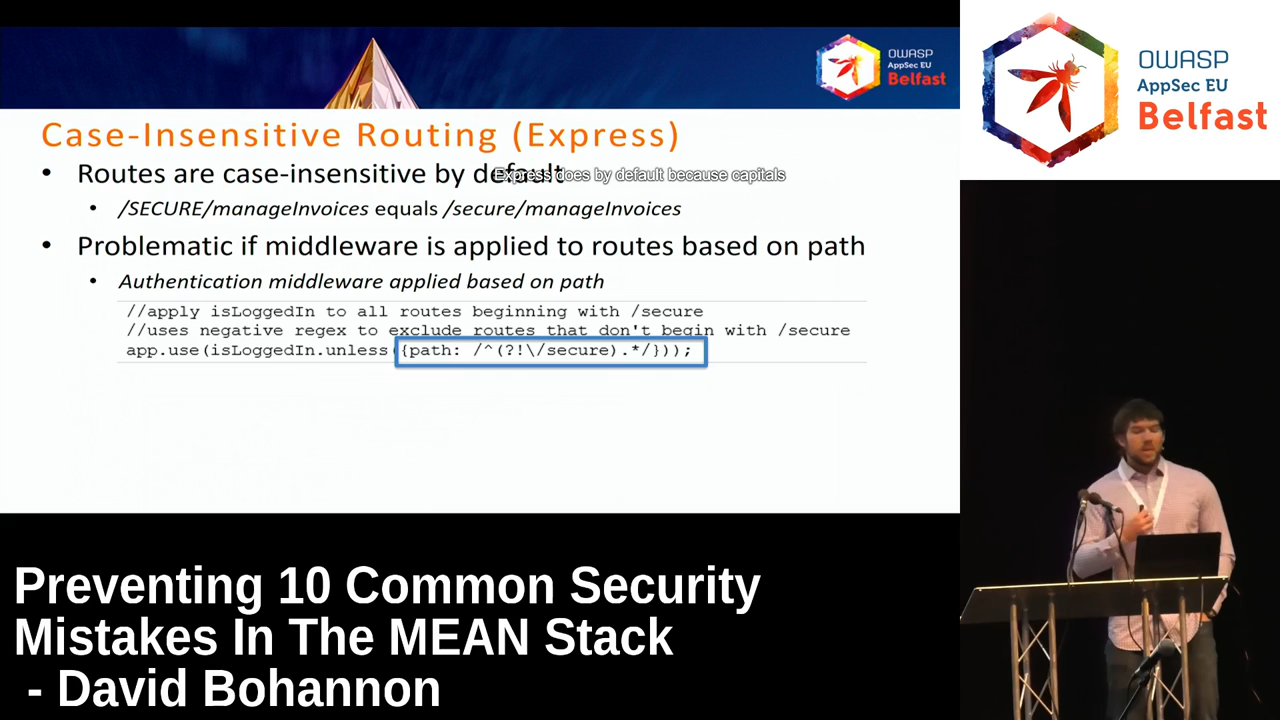 OWASP
AppSec EU
Belfast
OWASP
AppSec EU
Belfast
Case-Insensitive Routing (Express)
• Routes are case-insensitive by default
Express does by default because capitals
• /SECURE/manageInvoices equals /secure/manageInvoices
• Problematic if middleware is applied to routes based on path
• Authentication middleware applied based on path
//apply isLoggedIn to all routes beginning with /secure
//uses negative regex to exclude routes that don't begin with /secure
app.use(isLoggedIn.unless({path: /^(?!\/secure).*/}));
Preventing 10 Common Security
Mistakes In The MEAN Stack
- David Bohannon